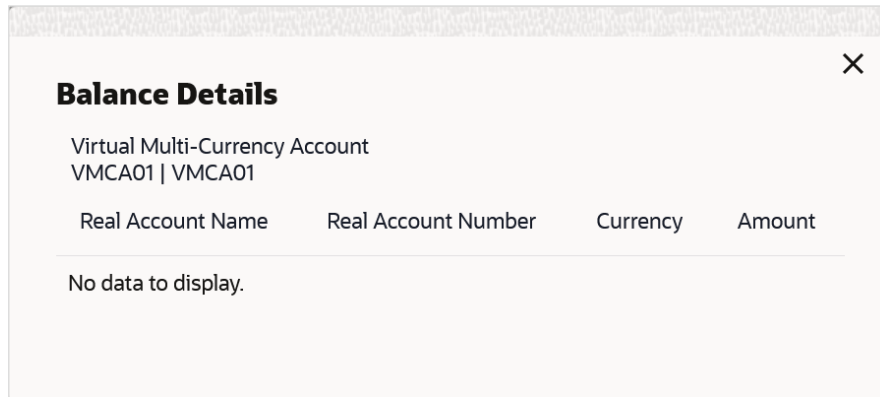 Balance Details
Virtual Multi-Currency Account
VMCA01 | VMCA01
Real Account Name Real Account Number Currency Amount
No data to display.